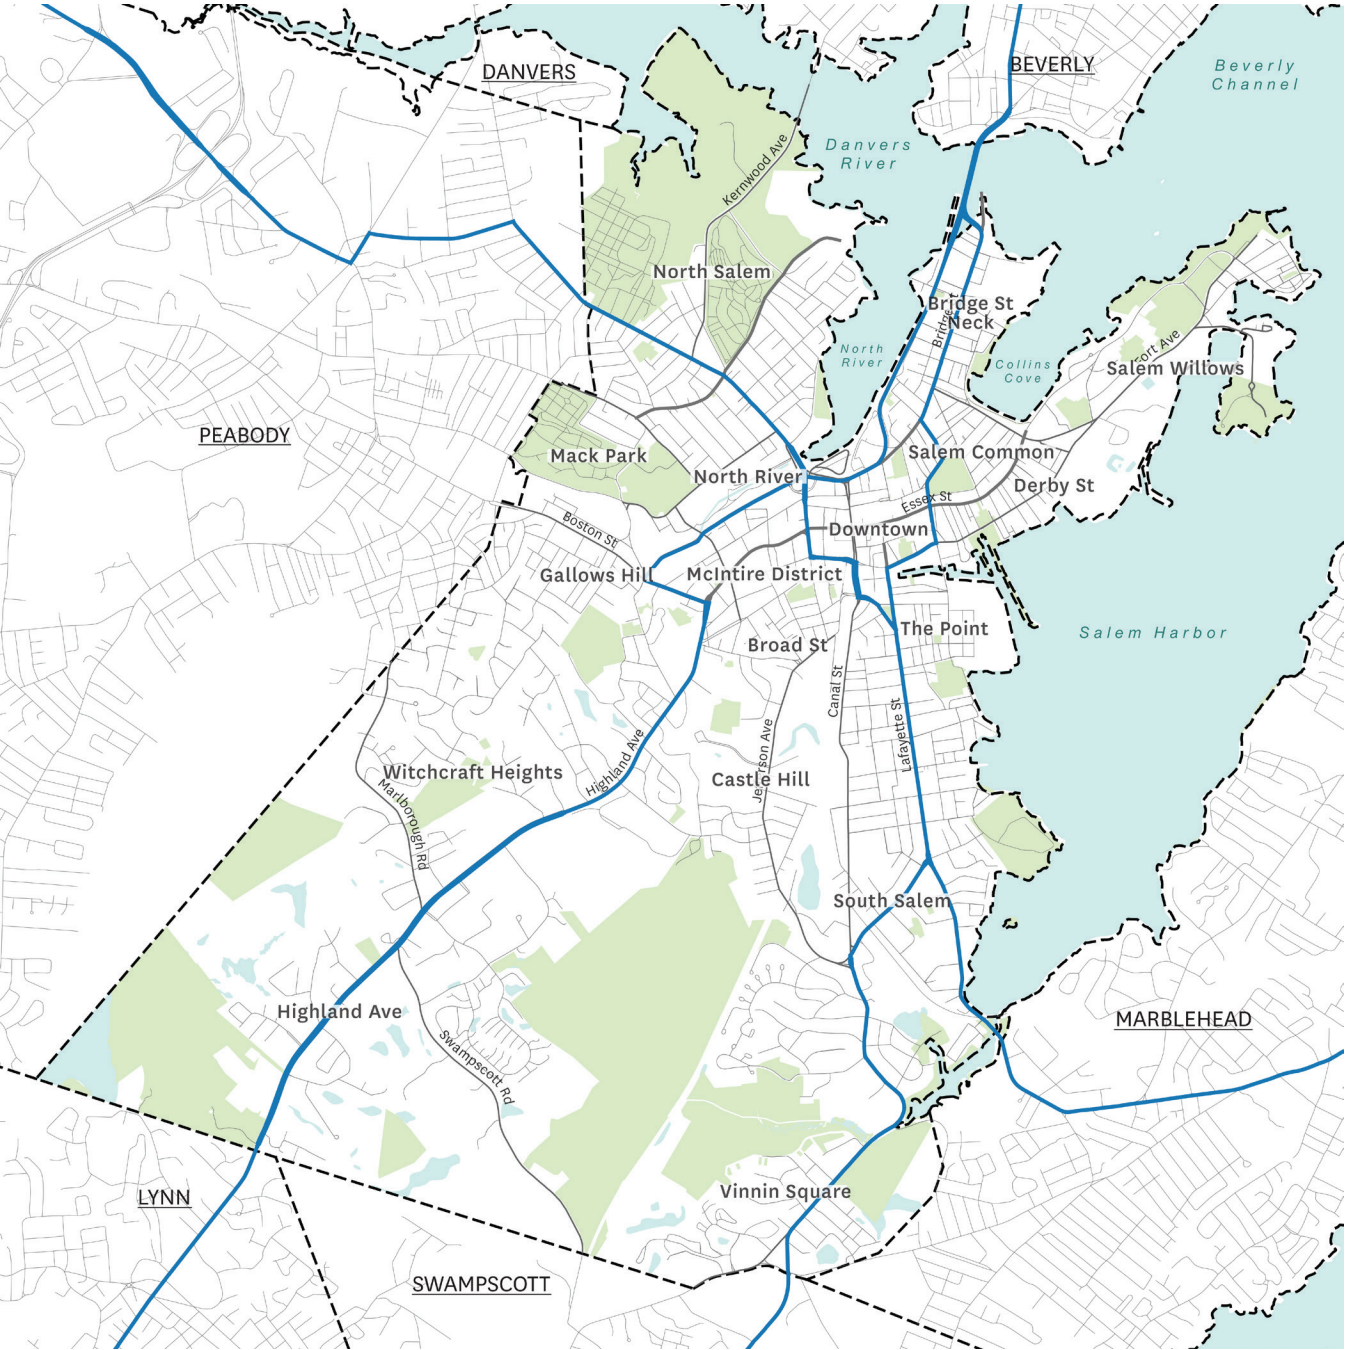 DANVERS
BEVERLY
Beverly
Channel
Danvers
River
Kernwood Ave
North Salem
Bridge St
Neck
Bridge
North
River
Collins
Cove
Fort Ave
Salem Willows
PEABODY
Mack Park
North River
Salem Common
Derby St
Essex St
Boston St
Downtown
Gallows Hill
McIntire District
The Point
Salem Harbor
Broad St
Canal St
Lafayette St
Highland Ave
Witchcraft Heights
Castle Hill
Jefferson Ave
Marlborough Rd
South Salem
Highland Ave
MARBLEHEAD
Swampscott Rd
LYNN
Vinnin Square
SWAMPSCOTT